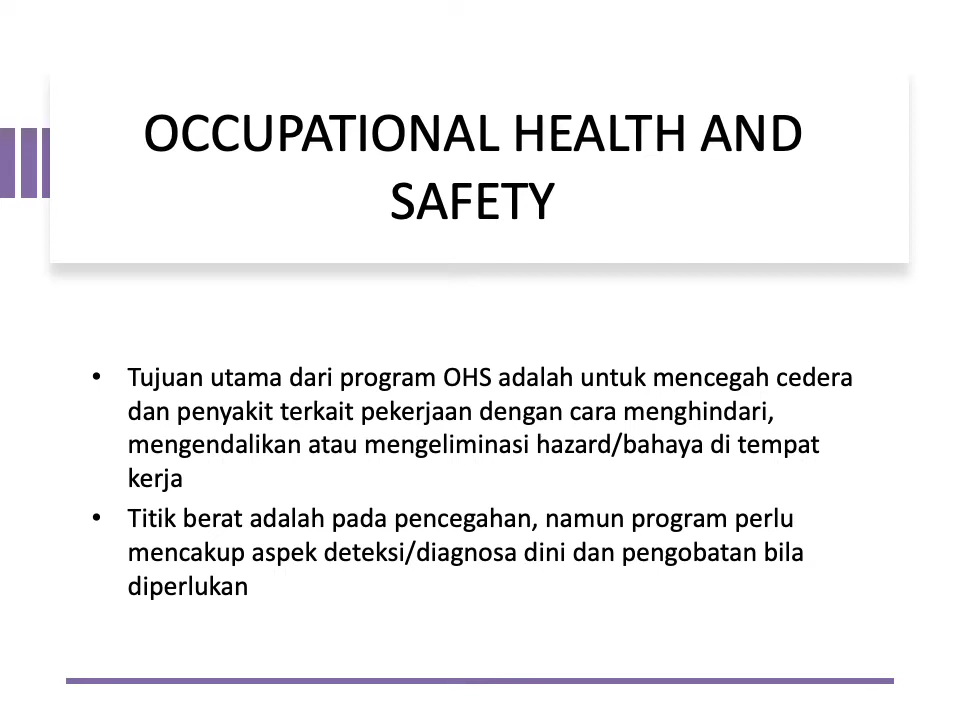 OCCUPATIONAL HEALTH AND
SAFETY
• Tujuan utama dari program OHS adalah untuk mencegah cedera
dan penyakit terkait pekerjaan dengan cara menghindari,
mengendalikan atau mengeliminasi hazard/bahaya di tempat
kerja
• Titik berat adalah pada pencegahan, namun program perlu
mencakup aspek deteksi/diagnosa dini dan pengobatan bila
diperlukan